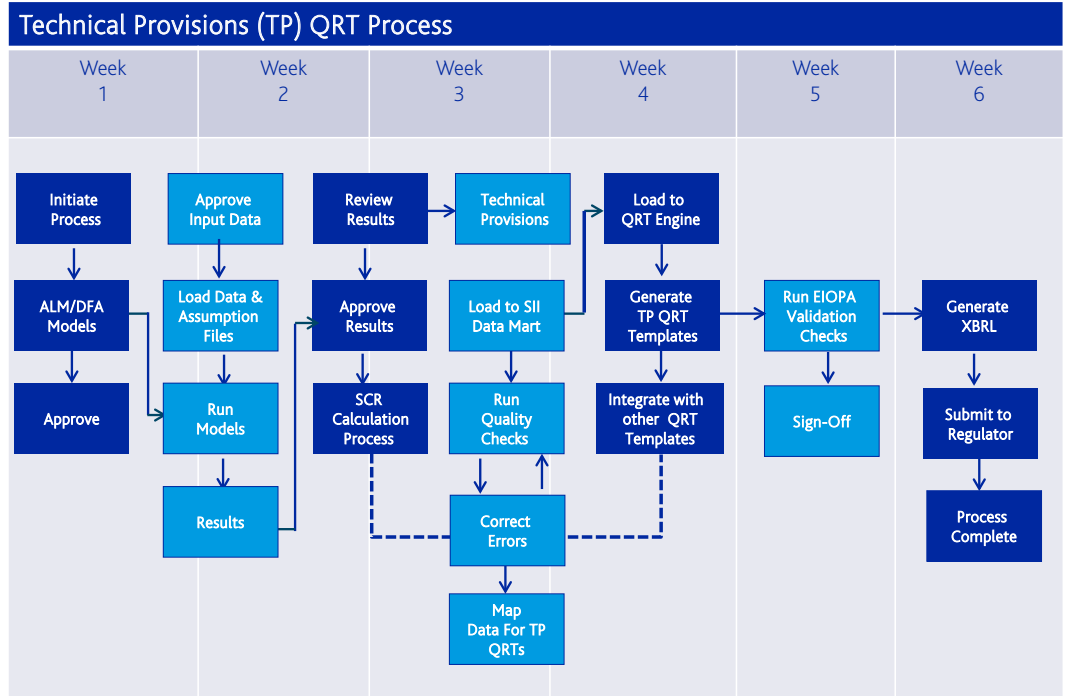 Technical Provisions (TP) QRT Process
Week
1
Week
2
Week
3
Week
4
Week
5
Week
6
Initiate
Process
ALM/DFA
Models
Approve
Approve
Input Data
Load Data &
Assumption
Files
Run
Models
Results
Review
Results
Approve
Results
SCR
Calculation
Process
Technical
Provisions
Load to SII
Data Mart
Run
Quality
Checks
Correct
Errors
Map
Data For TP
QRTs
Load to
QRT Engine
Generate
TP QRT
Templates
Integrate with
other QRT
Templates
Run EIOPA
Validation
Checks
Sign-Off
Generate
XBRL
Submit to
Regulator
Process
Complete